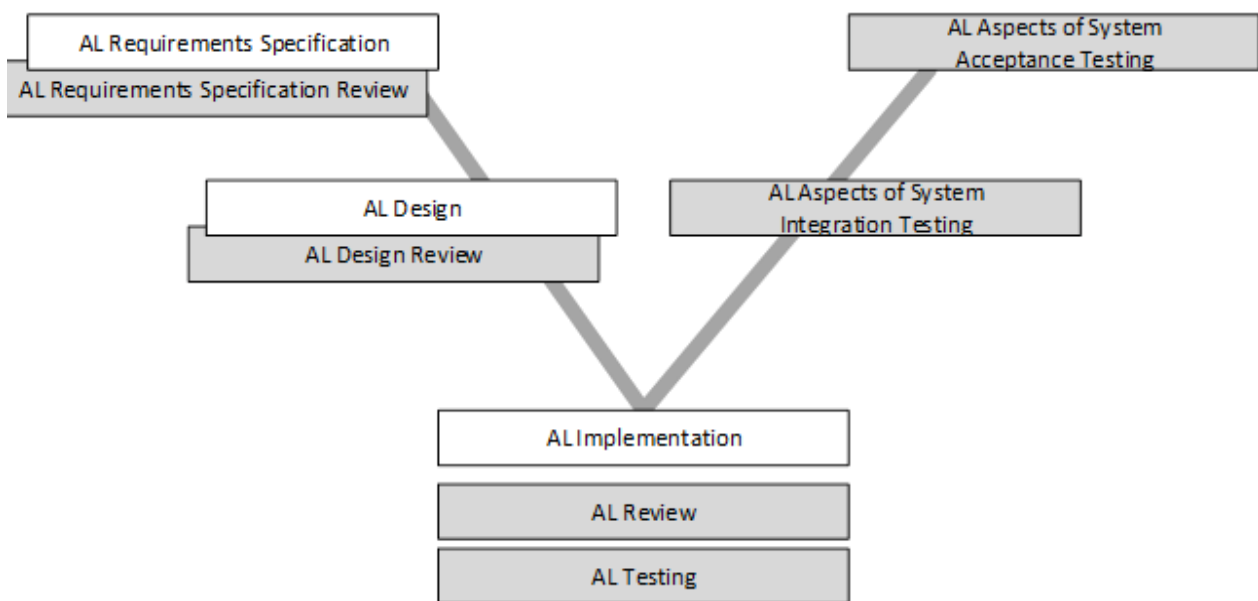 AL Requirements Specification
AL Requirements Specification Review
AL Aspects of System
Acceptance Testing
AL Design
AL Design Review
AL Aspects of System
Integration Testing
AL Implementation
AL Review
AL Testing